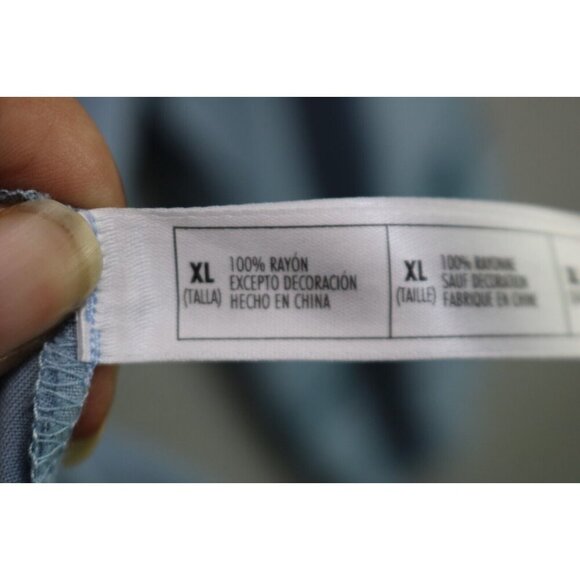 XL
(TALLA)
100% RAYÓN
EXCEPTO DECORACIÓN
HECHO EN CHINA
XL
(TAILLE)
100% RAYONNE
SAUF DECORATION
FABRIQUE EN CHINE